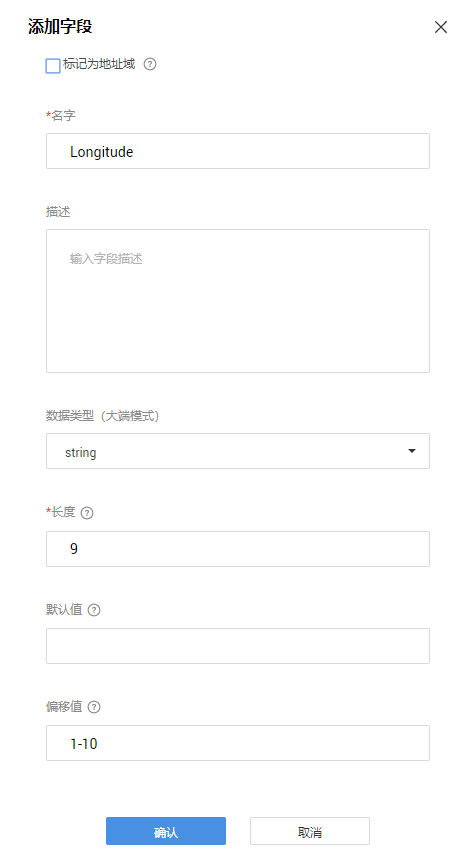 添加字段
标记为地址域 ?
*名字
Longitude
描述
输入字段描述
数据类型（大端模式）
string
*长度 ?
9
默认值 ?
偏移值 ?
1-10
确认 取消